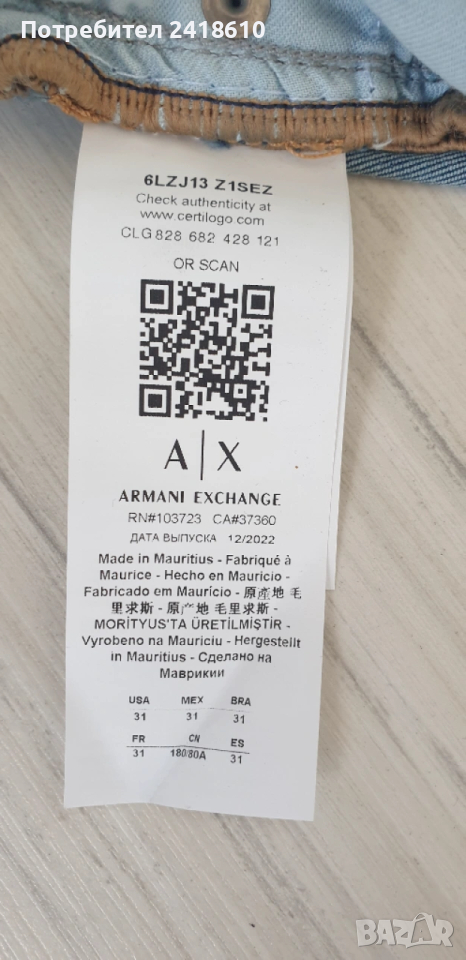 Потребител 2418610
6LZJ13 Z1SEZ
Check authenticity at
www.certilogo.com
CLG 828 682 428 121
OR SCAN
A|X
ARMANI EXCHANGE
RN#103723 CA#37360
ДАТА ВЫПУСКА 12/2022
Made in Mauritius - Fabriqué à
Maurice - Hecho en Mauricio -
Fabricado em Maurício - 原產地 毛
里求斯 - 原产地 毛里求斯 -
MORİTYUS'TA ÜRETİLMİŞTİR -
Vyrobeno na Mauriciu - Hergestellt
in Mauritius - Сделано на
Маврикии
USA MEX BRA
31 31 31
FR CN ES
31 180/80A 31
BAZAR